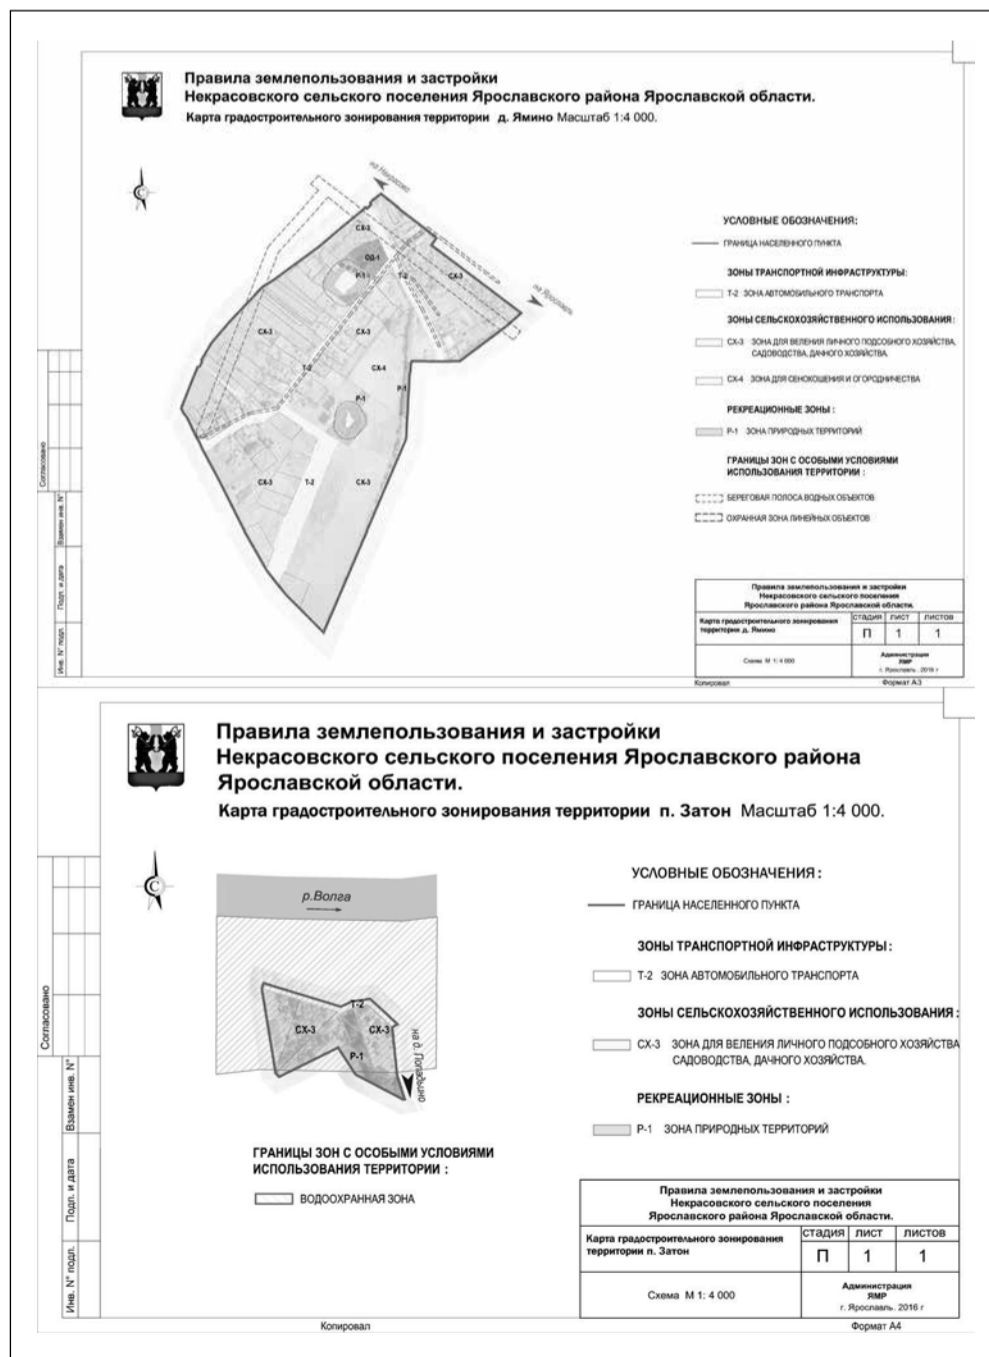 Правила землепользования и застройки
Некрасовского сельского поселения Ярославского района Ярославской области.
Карта градостроительного зонирования территории д. Ямино Масштаб 1:4 000.
С
на Некрасово
на Ярославль
СХ-3
ОД-1
Р-1
Т-2
СХ-3
СХ-3
СХ-3
Т-2
СХ-4
Р-1
Р-1
СХ-3
Т-2
СХ-3
УСЛОВНЫЕ ОБОЗНАЧЕНИЯ:
ГРАНИЦА НАСЕЛЕННОГО ПУНКТА
ЗОНЫ ТРАНСПОРТНОЙ ИНФРАСТРУКТУРЫ:
Т-2 ЗОНА АВТОМОБИЛЬНОГО ТРАНСПОРТА
ЗОНЫ СЕЛЬСКОХОЗЯЙСТВЕННОГО ИСПОЛЬЗОВАНИЯ:
СХ-3 ЗОНА ДЛЯ ВЕЛЕНИЯ ЛИЧНОГО ПОДСОБНОГО ХОЗЯЙСТВА,
САДОВОДСТВА, ДАЧНОГО ХОЗЯЙСТВА.
СХ-4 ЗОНА ДЛЯ СЕНОКОШЕНИЯ И ОГОРОДНИЧЕСТВА
РЕКРЕАЦИОННЫЕ ЗОНЫ :
Р-1 ЗОНА ПРИРОДНЫХ ТЕРРИТОРИЙ
ГРАНИЦЫ ЗОН С ОСОБЫМИ УСЛОВИЯМИ
ИСПОЛЬЗОВАНИЯ ТЕРРИТОРИИ :
БЕРЕГОВАЯ ПОЛОСА ВОДНЫХ ОБЪЕКТОВ
ОХРАННАЯ ЗОНА ЛИНЕЙНЫХ ОБЪЕКТОВ
Согласовано
Взамен инв. N°
Подп. и дата
Инв. N° подл.
Правила землепользования и застройки
Некрасовского сельского поселения
Ярославского района Ярославской области.
Карта градостроительного зонирования
территории д. Ямино
стадия лист листов
П 1 1
Схема М 1: 4 000
Администрация
ЯМР
г. Ярославль . 2016 г
Копировал Формат А3
Правила землепользования и застройки
Некрасовского сельского поселения Ярославского района
Ярославской области.
Карта градостроительного зонирования территории п. Затон Масштаб 1:4 000.
С
р.Волга
Т-2
СХ-3
СХ-3
Р-1
на д. Попадьино
ГРАНИЦЫ ЗОН С ОСОБЫМИ УСЛОВИЯМИ
ИСПОЛЬЗОВАНИЯ ТЕРРИТОРИИ :
ВОДООХРАННАЯ ЗОНА
УСЛОВНЫЕ ОБОЗНАЧЕНИЯ :
ГРАНИЦА НАСЕЛЕННОГО ПУНКТА
ЗОНЫ ТРАНСПОРТНОЙ ИНФРАСТРУКТУРЫ :
Т-2 ЗОНА АВТОМОБИЛЬНОГО ТРАНСПОРТА
ЗОНЫ СЕЛЬСКОХОЗЯЙСТВЕННОГО ИСПОЛЬЗОВАНИЯ :
СХ-3 ЗОНА ДЛЯ ВЕЛЕНИЯ ЛИЧНОГО ПОДСОБНОГО ХОЗЯЙСТВА
САДОВОДСТВА, ДАЧНОГО ХОЗЯЙСТВА.
РЕКРЕАЦИОННЫЕ ЗОНЫ :
Р-1 ЗОНА ПРИРОДНЫХ ТЕРРИТОРИЙ
Согласовано
Взамен инв. N°
Подп. и дата
Инв. N° подл.
Правила землепользования и застройки
Некрасовского сельского поселения
Ярославского района Ярославской области.
Карта градостроительного зонирования
территории п. Затон
стадия лист листов
П 1 1
Схема М 1: 4 000
Администрация
ЯМР
г. Ярославль. 2016 г
Копировал Формат А4